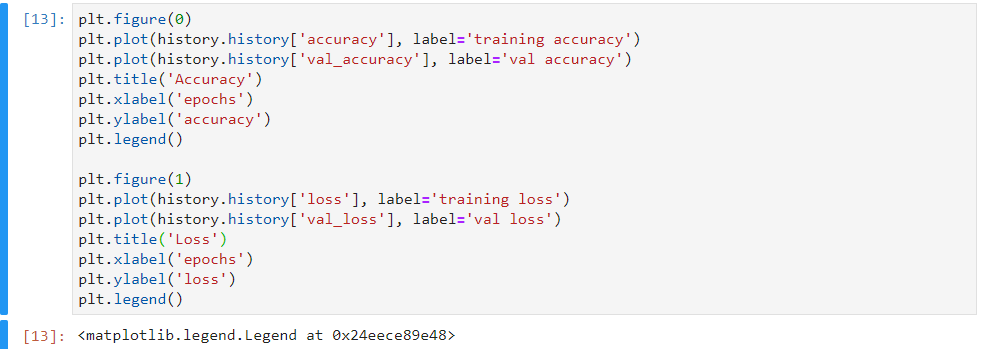 [13]: plt.figure(0)
plt.plot(history.history['accuracy'], label='training accuracy')
plt.plot(history.history['val_accuracy'], label='val accuracy')
plt.title('Accuracy')
plt.xlabel('epochs')
plt.ylabel('accuracy')
plt.legend()

plt.figure(1)
plt.plot(history.history['loss'], label='training loss')
plt.plot(history.history['val_loss'], label='val loss')
plt.title('Loss')
plt.xlabel('epochs')
plt.ylabel('loss')
plt.legend()
[13]: <matplotlib.legend.Legend at 0x24eece89e48>